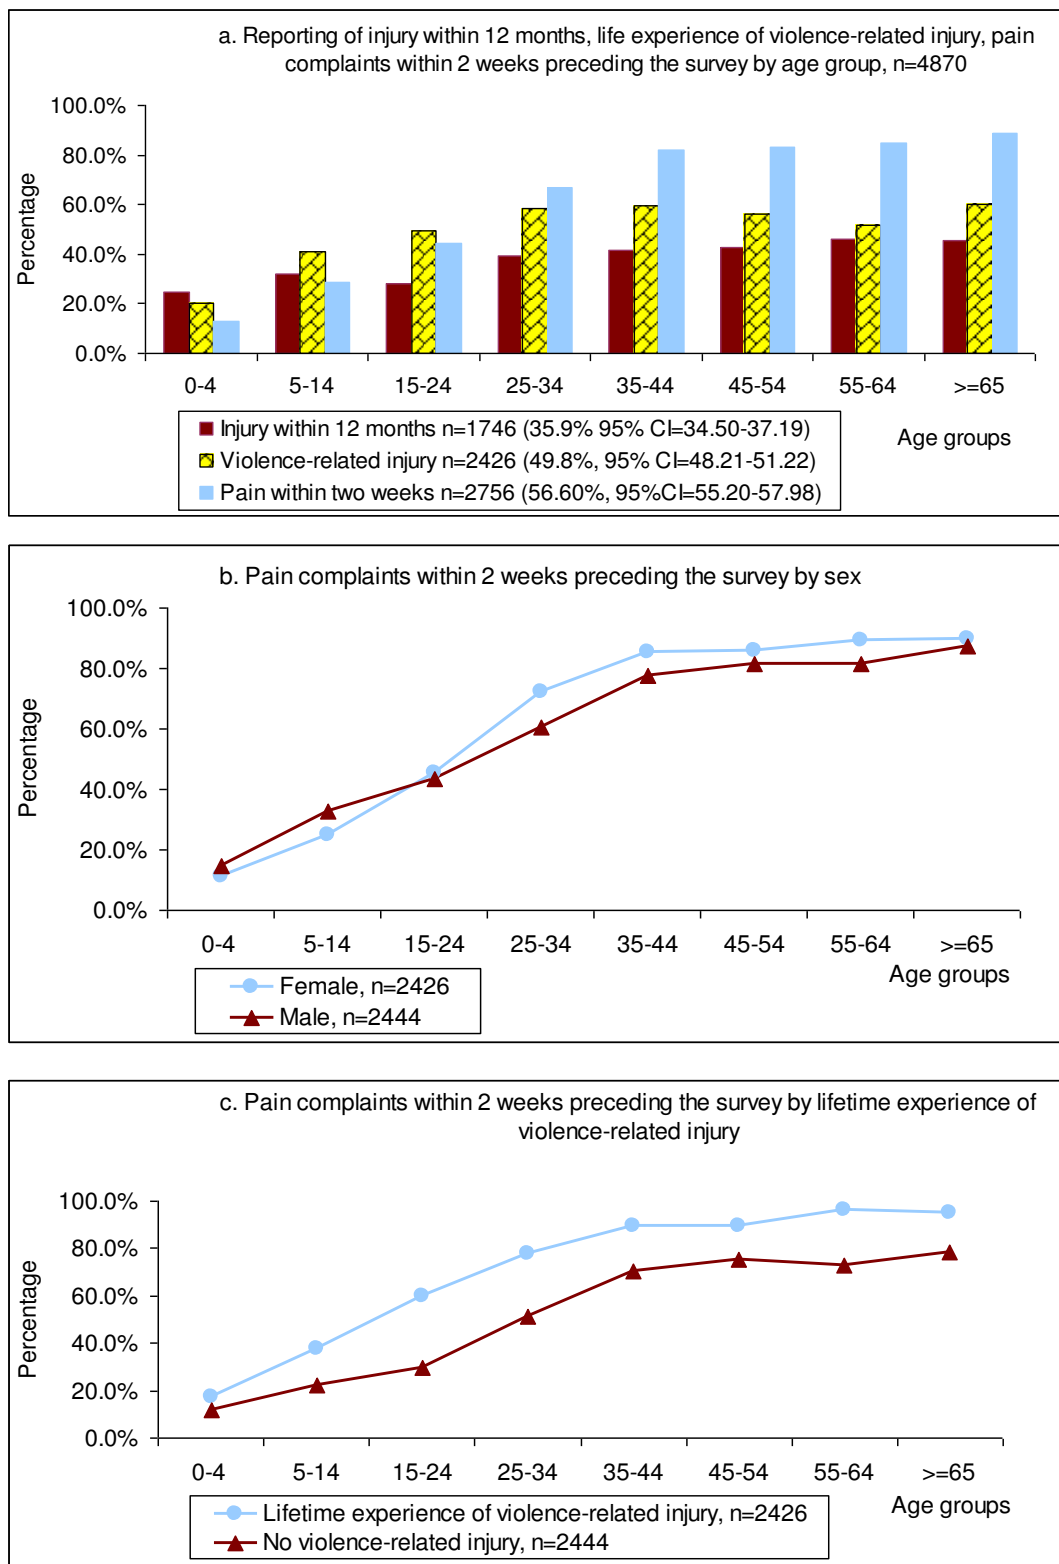 a. Reporting of injury within 12 months, life experience of violence-related injury, pain
complaints within 2 weeks preceding the survey by age group, n=4870
100.0%
80.0%
60.0%
40.0%
20.0%
0.0%
Percentage
0-4 5-14 15-24 25-34 35-44 45-54 55-64 >=65
Age groups
Injury within 12 months n=1746 (35.9% 95% CI=34.50-37.19)
Violence-related injury n=2426 (49.8%, 95% CI=48.21-51.22)
Pain within two weeks n=2756 (56.60%, 95%CI=55.20-57.98)
b. Pain complaints within 2 weeks preceding the survey by sex
100.0%
80.0%
60.0%
40.0%
20.0%
0.0%
Percentage
0-4 5-14 15-24 25-34 35-44 45-54 55-64 >=65
Age groups
Female, n=2426
Male, n=2444
c. Pain complaints within 2 weeks preceding the survey by lifetime experience of
violence-related injury
100.0%
80.0%
60.0%
40.0%
20.0%
0.0%
Percentage
0-4 5-14 15-24 25-34 35-44 45-54 55-64 >=65
Age groups
Lifetime experience of violence-related injury, n=2426
No violence-related injury, n=2444